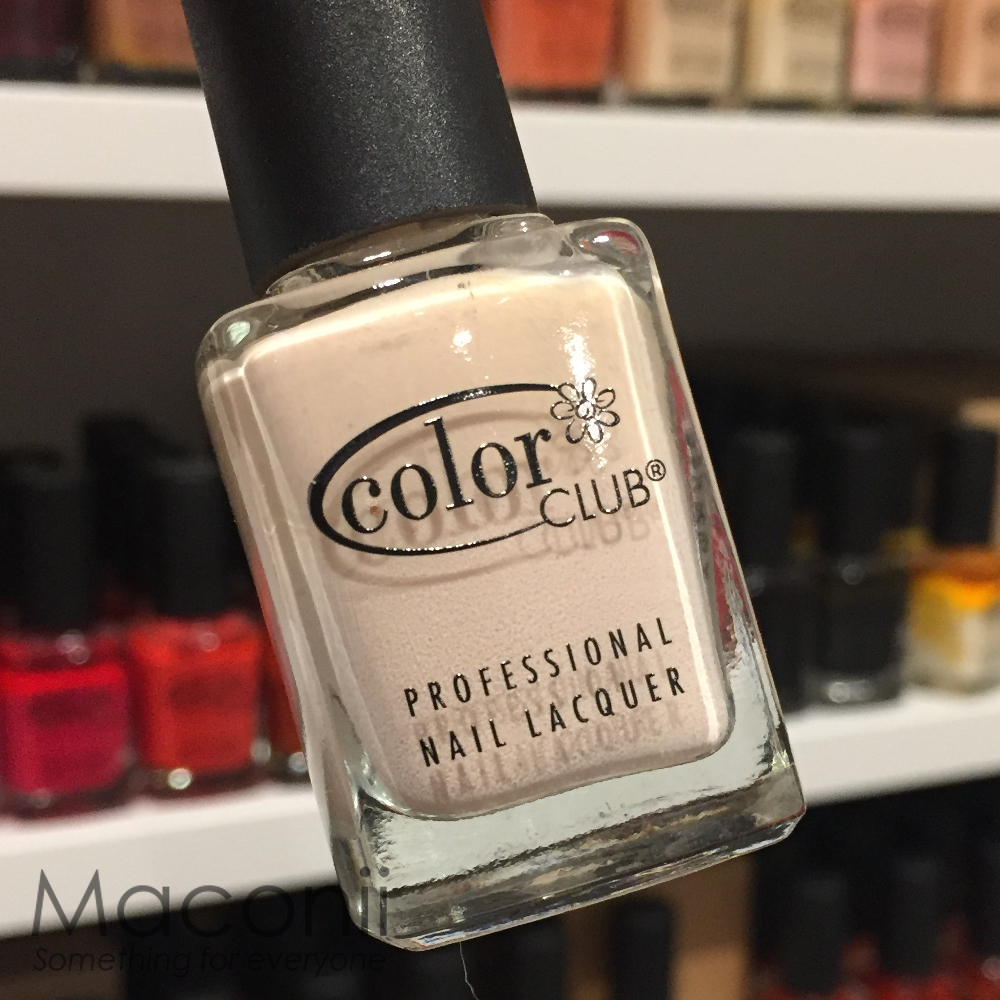 color
CLUB®
PROFESSIONAL
NAIL LACQUER
Maconii
Something for everyone